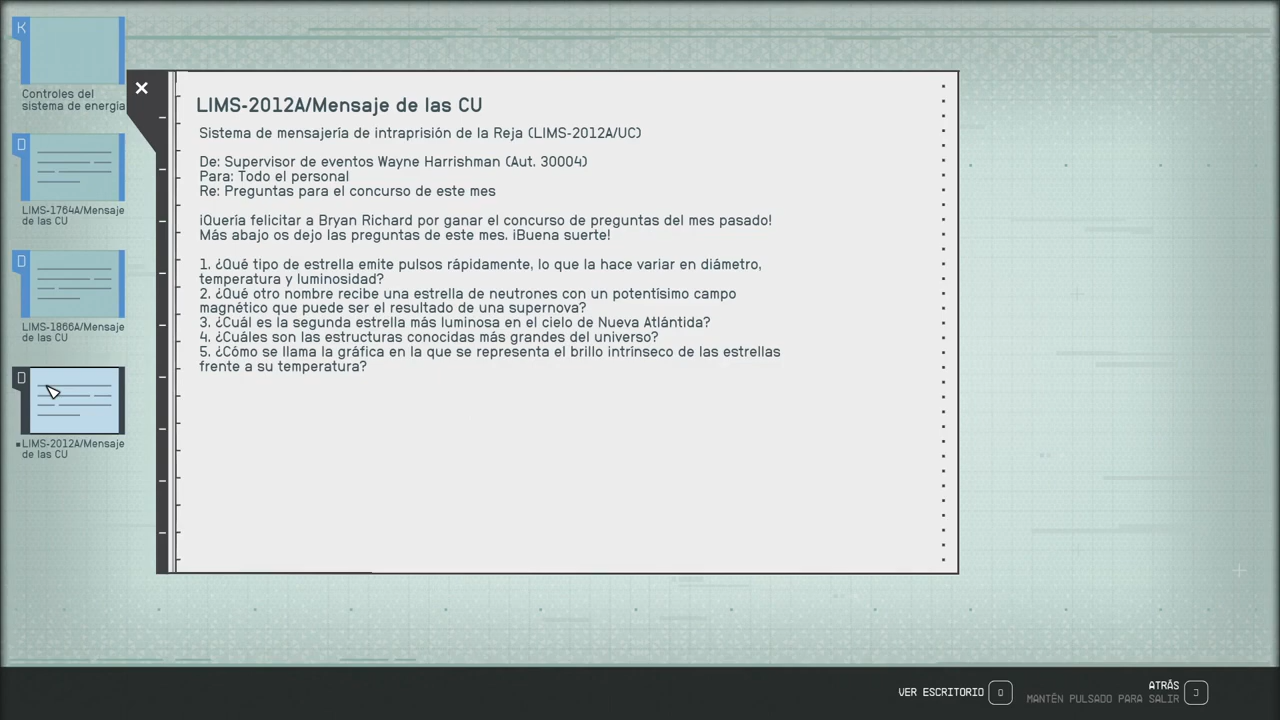 K
Controles del
sistema de energía
D
LIMS-1764A/Mensaje
de las CU
D
LIMS-1866A/Mensaje
de las CU
D
LIMS-2012A/Mensaje
de las CU
LIMS-2012A/Mensaje de las CU
Sistema de mensajería de intraprisión de la Reja (LIMS-2012A/UC)
De: Supervisor de eventos Wayne Harrishman (Aut. 30004)
Para: Todo el personal
Re: Preguntas para el concurso de este mes
¡Quería felicitar a Bryan Richard por ganar el concurso de preguntas del mes pasado!
Más abajo os dejo las preguntas de este mes. ¡Buena suerte!
1. ¿Qué tipo de estrella emite pulsos rápidamente, lo que la hace variar en diámetro,
temperatura y luminosidad?
2. ¿Qué otro nombre recibe una estrella de neutrones con un potentísimo campo
magnético que puede ser el resultado de una supernova?
3. ¿Cuál es la segunda estrella más luminosa en el cielo de Nueva Atlántida?
4. ¿Cuáles son las estructuras conocidas más grandes del universo?
5. ¿Cómo se llama la gráfica en la que se representa el brillo intrínseco de las estrellas
frente a su temperatura?
VER ESCRITORIO Q
ATRÁS
MANTÉN PULSADO PARA SALIR J